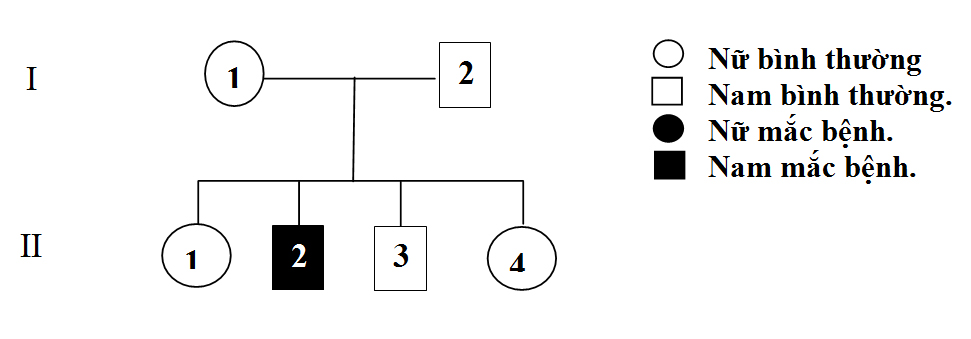 I
1
2
Nữ bình thường
Nam bình thường.
Nữ mắc bệnh.
Nam mắc bệnh.
II
1
2
3
4